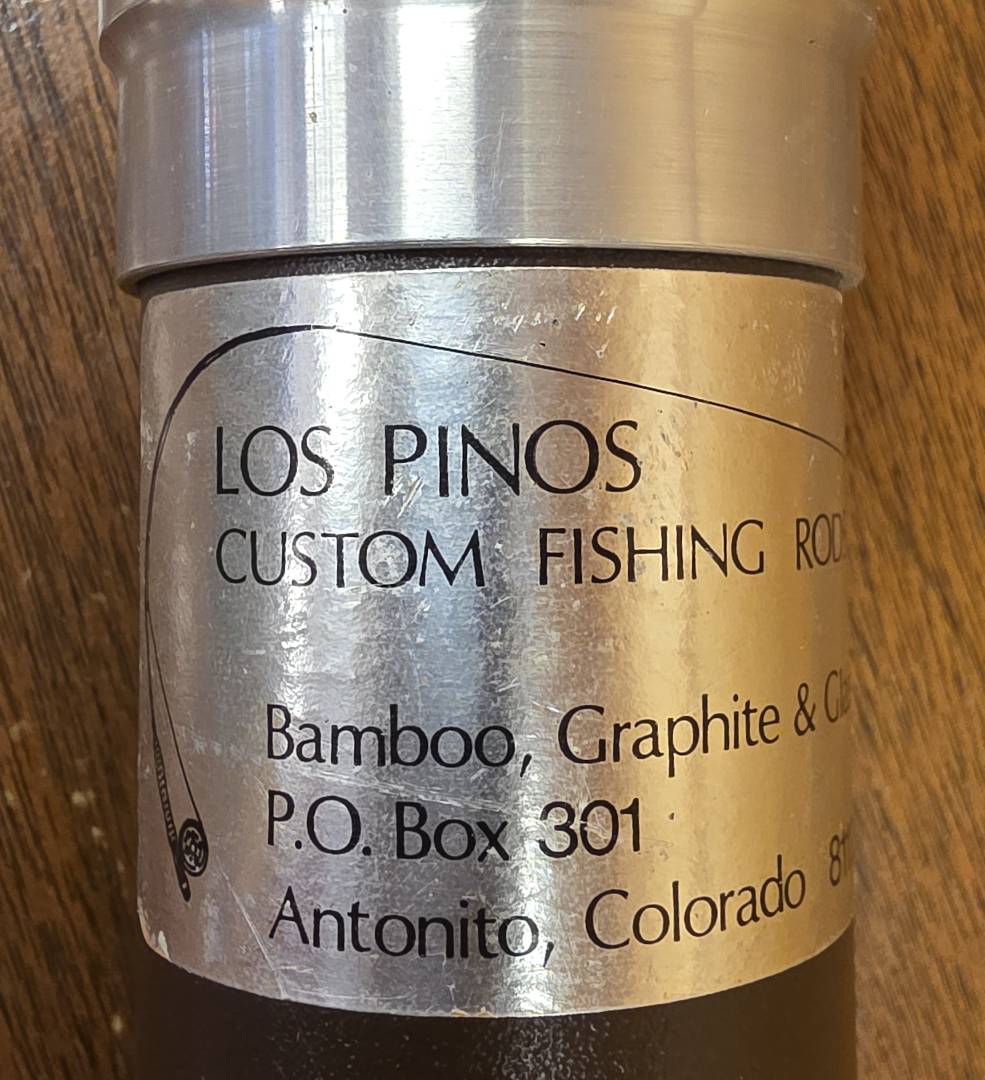 LOS PINOS
CUSTOM FISHING ROD
Bamboo, Graphite &
P.O. Box 301
Antonito, Colorado